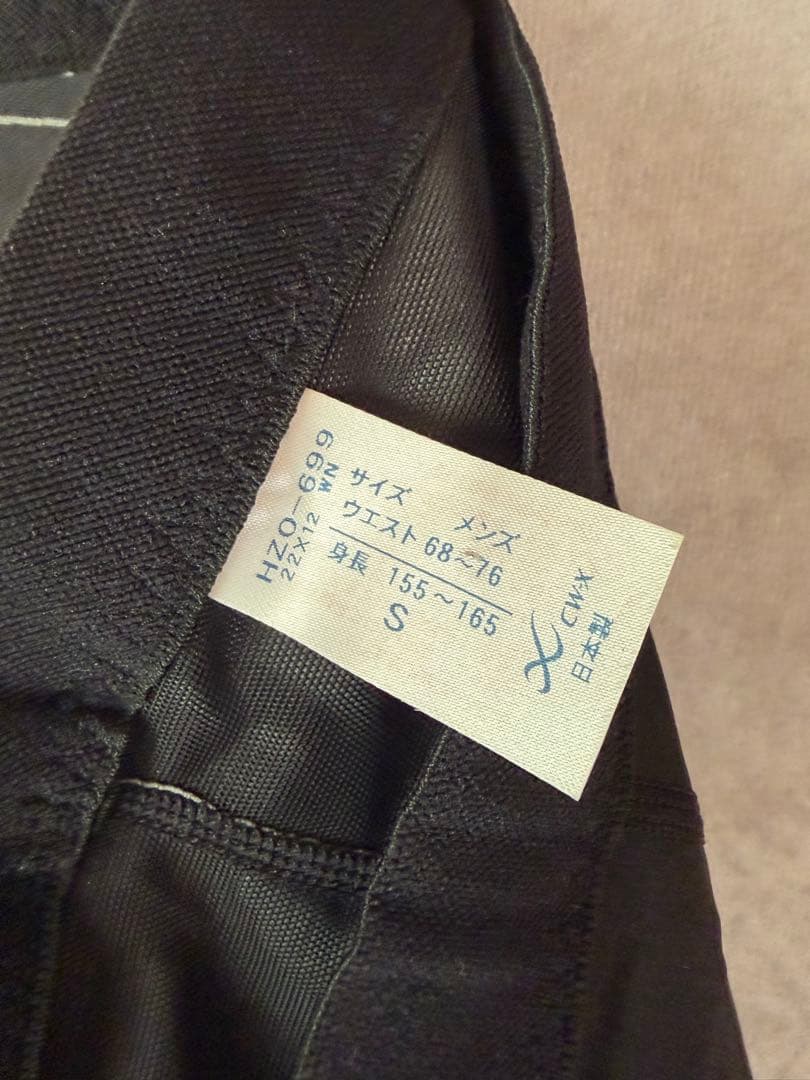 HZO-699
22X12 WN
サイズ メンズ
ウエスト 68～76
身長 155～165
S
CW-X
日本製